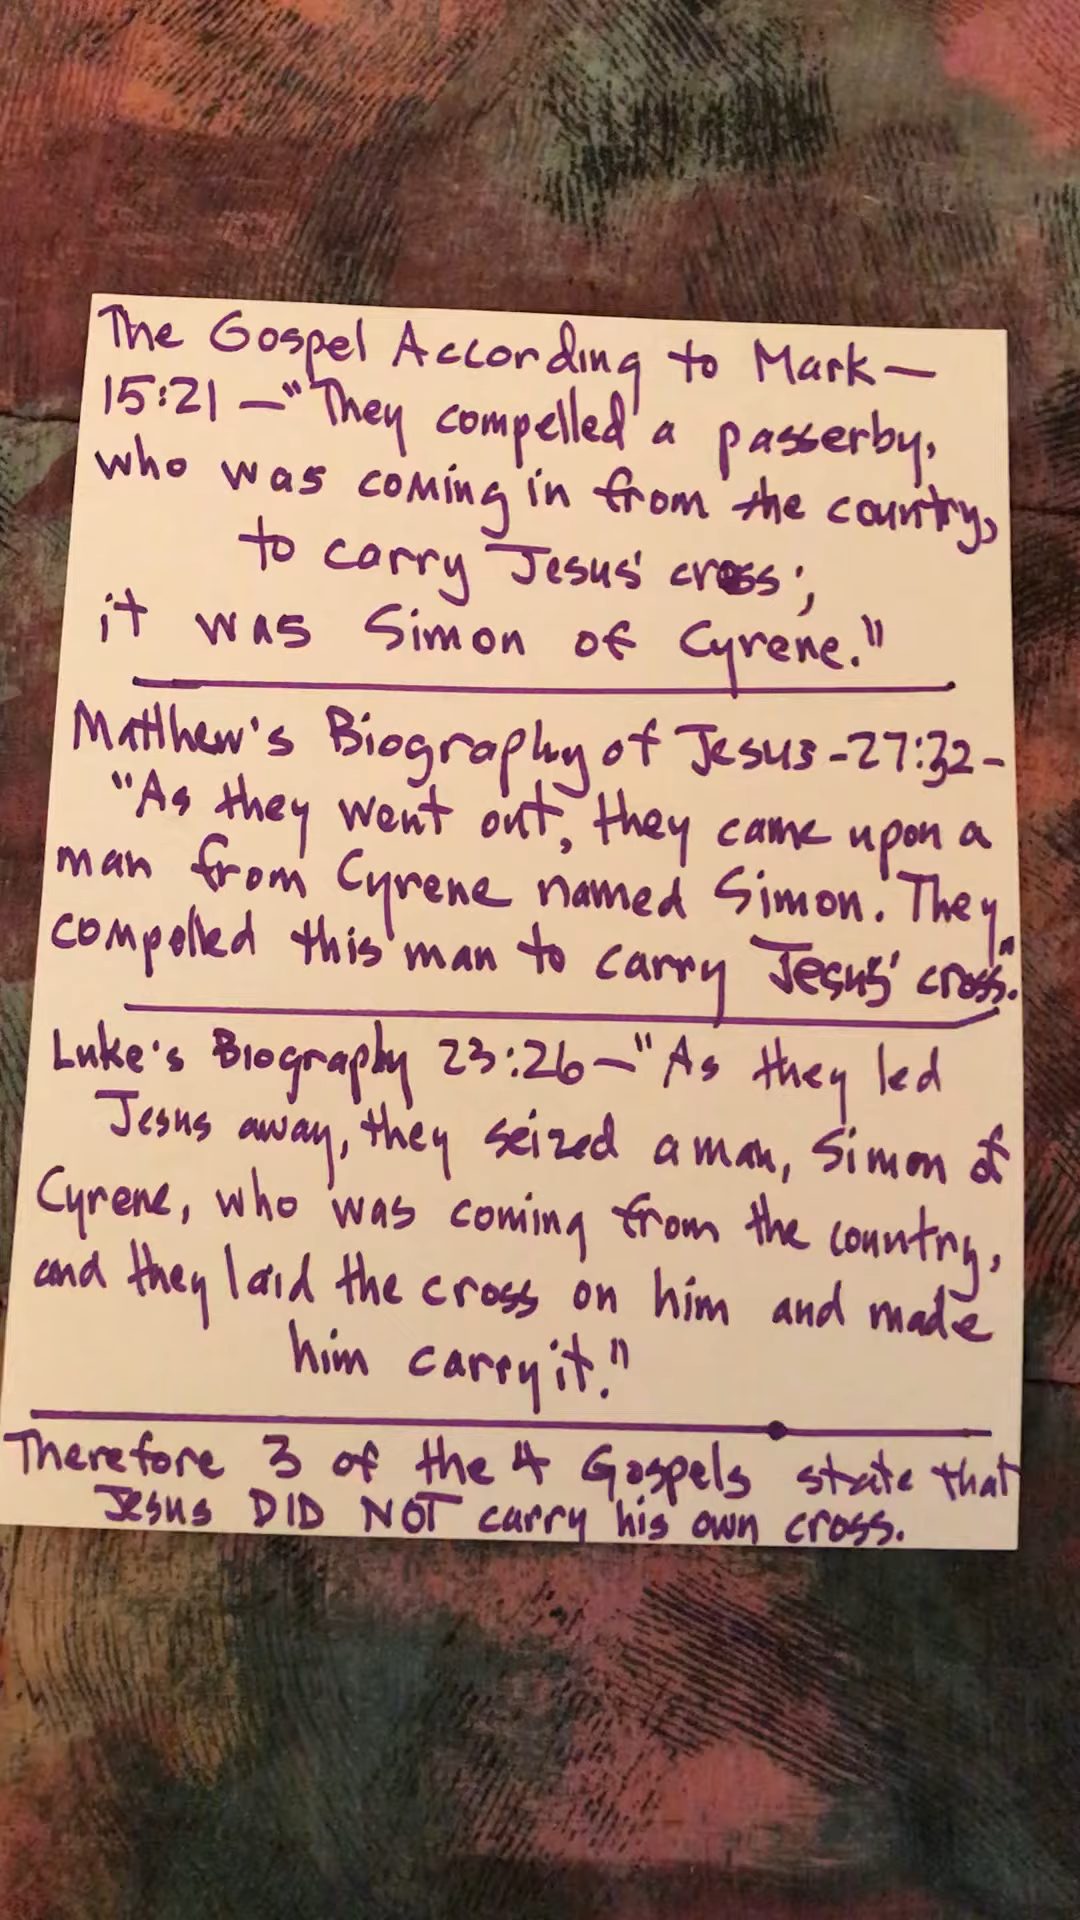 The Gospel According to Mark—
15:21—"They compelled a passerby,
who was coming in from the country,
to carry Jesus' cross;
it was Simon of Cyrene."
Matthew's Biography of Jesus-27:32-
"As they went out, they came upon a
man from Cyrene named Simon. They
compelled this man to carry Jesus' cross."
Luke's Biography 23:26—"As they led
Jesus away, they seized a man, Simon of
Cyrene, who was coming from the country,
and they laid the cross on him and made
him carry it."
Therefore 3 of the 4 Gospels state that
Jesus DID NOT carry his own cross.